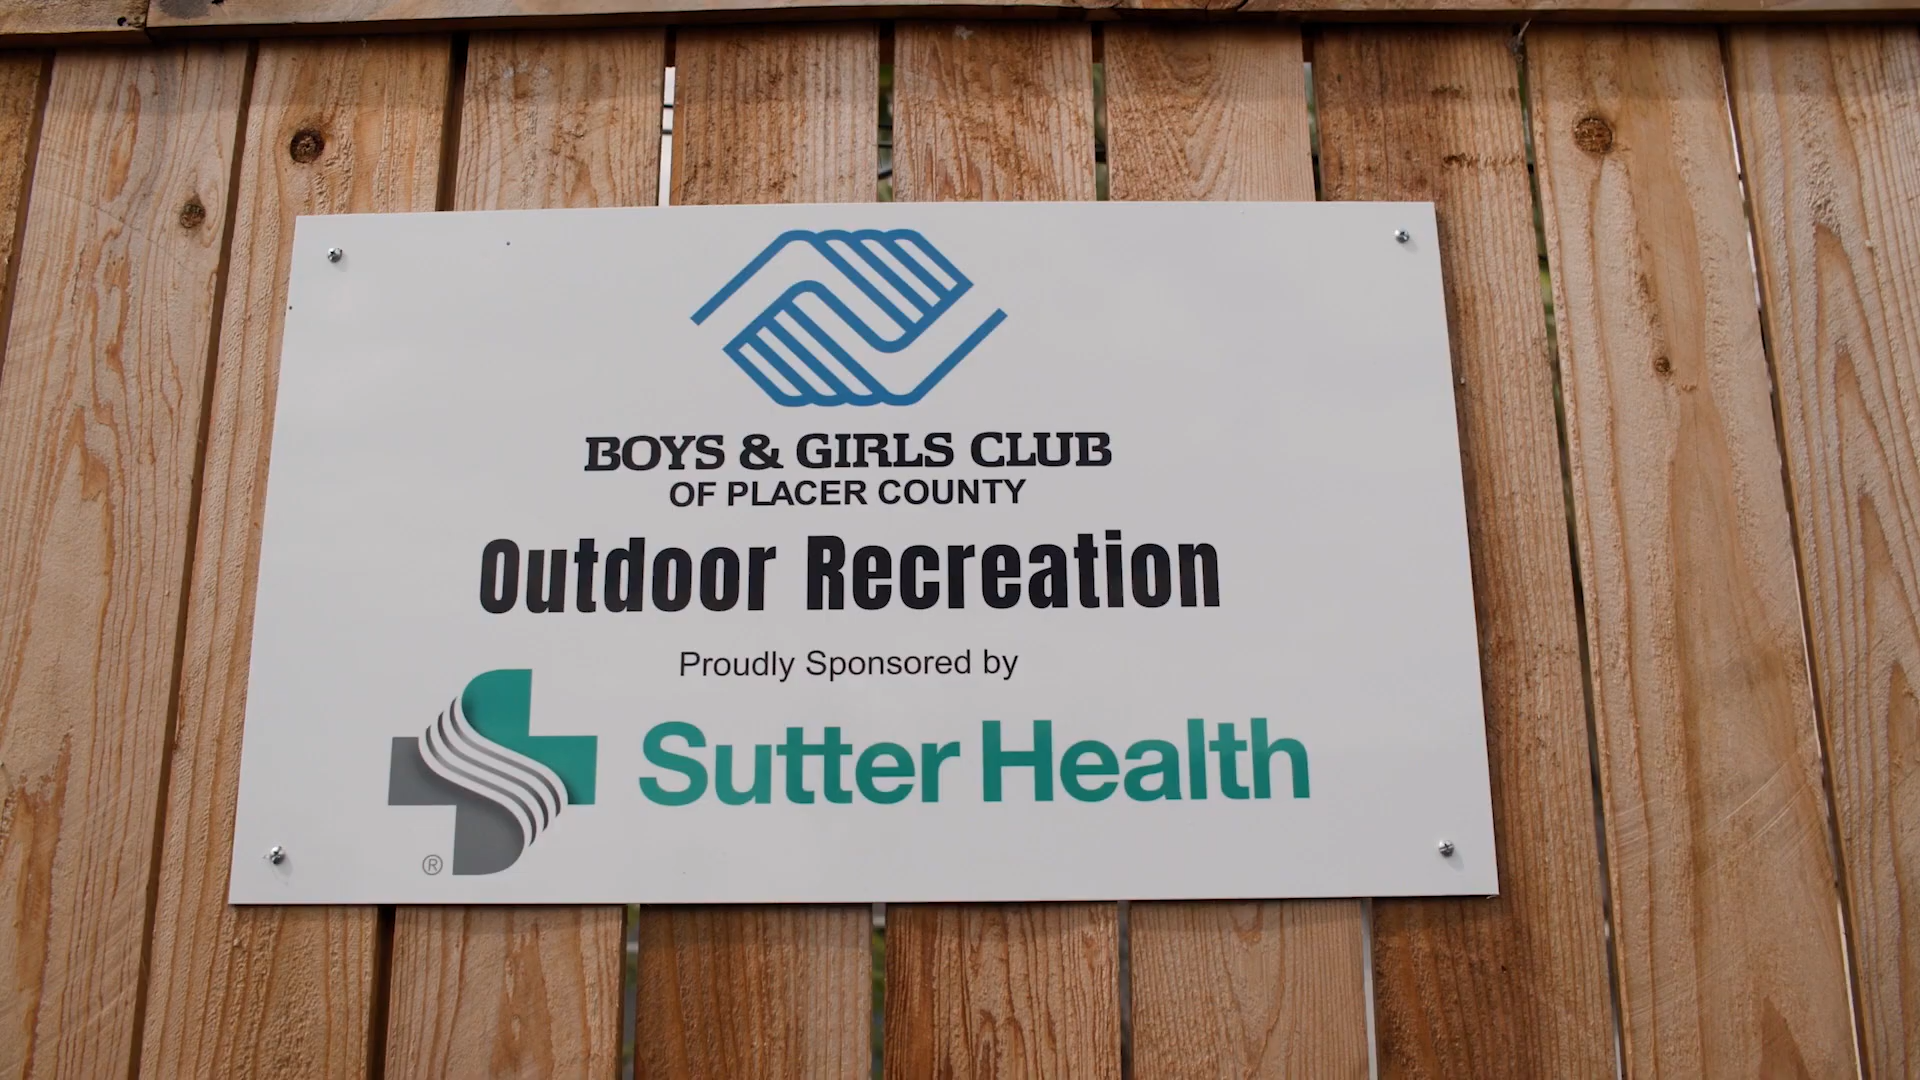 BOYS & GIRLS CLUB
OF PLACER COUNTY
Outdoor Recreation
Proudly Sponsored by
Sutter Health
®